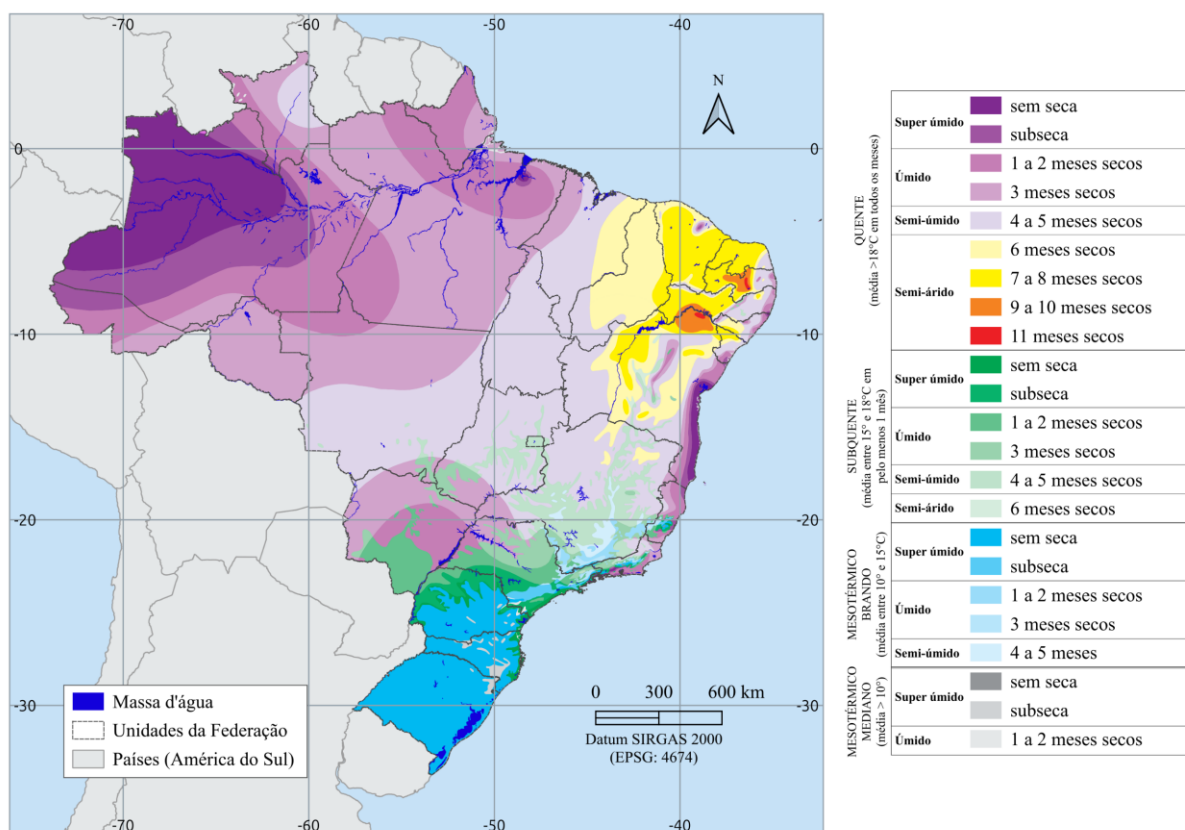 -70 -60 -50 -40
N
0 0
-10 -10
-20 -20
-30 -30
-70 -60 -50 -40
Massa d'água
Unidades da Federação
Países (América do Sul)
0 300 600 km
Datum SIRGAS 2000
(EPSG: 4674)
QUENTE
(média >18°C em todos os meses)
Super úmido
sem seca
subseca
Úmido
1 a 2 meses secos
3 meses secos
Semi-úmido
4 a 5 meses secos
Semi-árido
6 meses secos
7 a 8 meses secos
9 a 10 meses secos
11 meses secos
SUBQUENTE
(média entre 15° e 18°C em
pelo menos 1 mês)
Super úmido
sem seca
subseca
Úmido
1 a 2 meses secos
3 meses secos
Semi-úmido
4 a 5 meses secos
Semi-árido
6 meses secos
MESOTÉRMICO
BRANDO
(média entre 10° e 15°C)
Super úmido
sem seca
subseca
Úmido
1 a 2 meses secos
3 meses secos
Semi-úmido
4 a 5 meses
MESOTÉRMICO
MEDIANO
(média > 10°)
Super úmido
sem seca
subseca
Úmido
1 a 2 meses secos